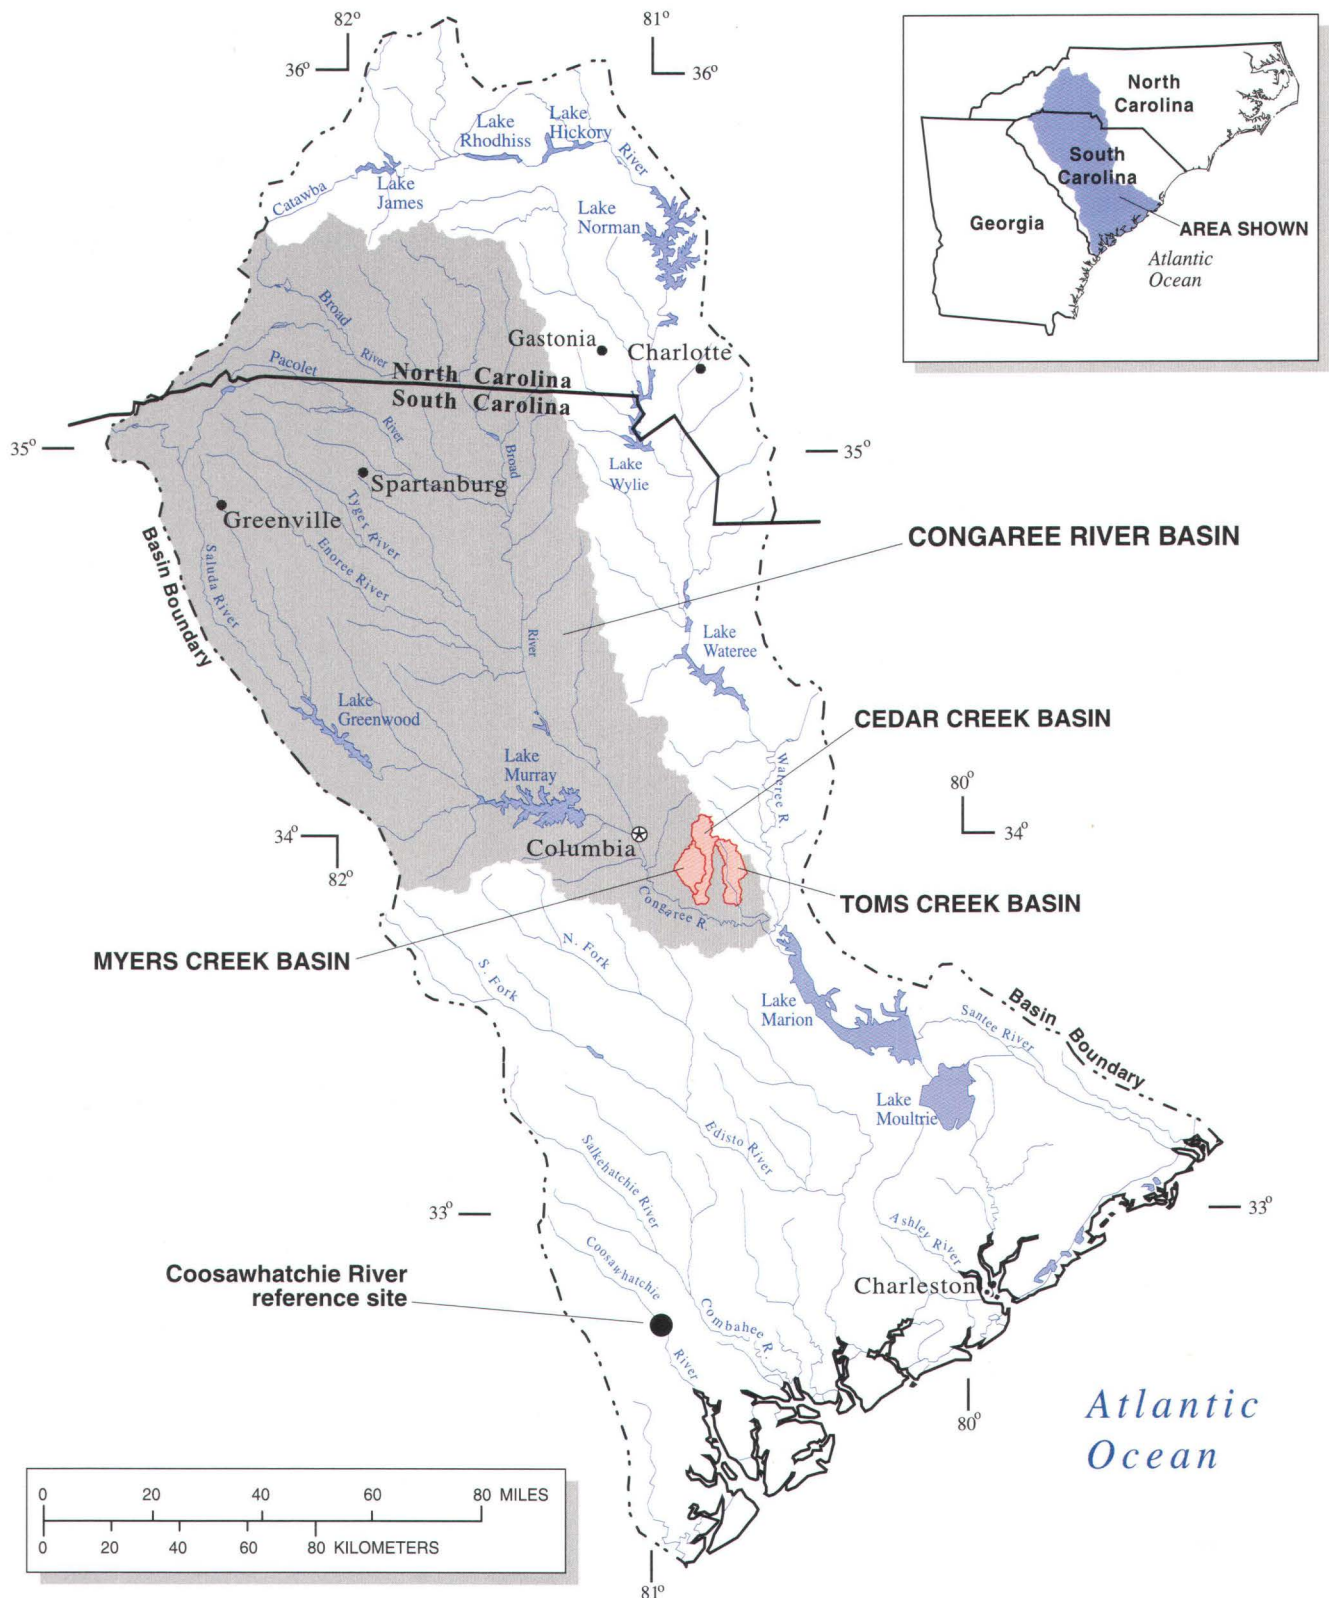 82°
81°
36°
36°
North
Carolina
South
Carolina
Georgia
AREA SHOWN
Atlantic
Ocean
Lake
Rhodhiss
Lake
Hickory
River
Catawba
Lake
James
Lake
Norman
Broad
River
Gastonia
Charlotte
Pacolet
North Carolina
South Carolina
35°
35°
River
Broad
Lake
Wylie
Spartanburg
Greenville
Tyger River
Enoree River
CONGAREE RIVER BASIN
Saluda River
Basin Boundary
River
Lake
Wateree
Lake
Greenwood
CEDAR CREEK BASIN
Lake
Murray
Wateree R.
80°
34°
34°
82°
Columbia
TOMS CREEK BASIN
Congaree R.
MYERS CREEK BASIN
N. Fork
S. Fork
Lake
Marion
Santee River
Basin Boundary
Lake
Moultrie
Edisto River
Salkehatchie River
33°
33°
Ashley River
Coosawhatchie
Coosawhatchie River
reference site
Charleston
Combahee R.
River
80°
Atlantic
Ocean
0 20 40 60 80 MILES
0 20 40 60 80 KILOMETERS
81°